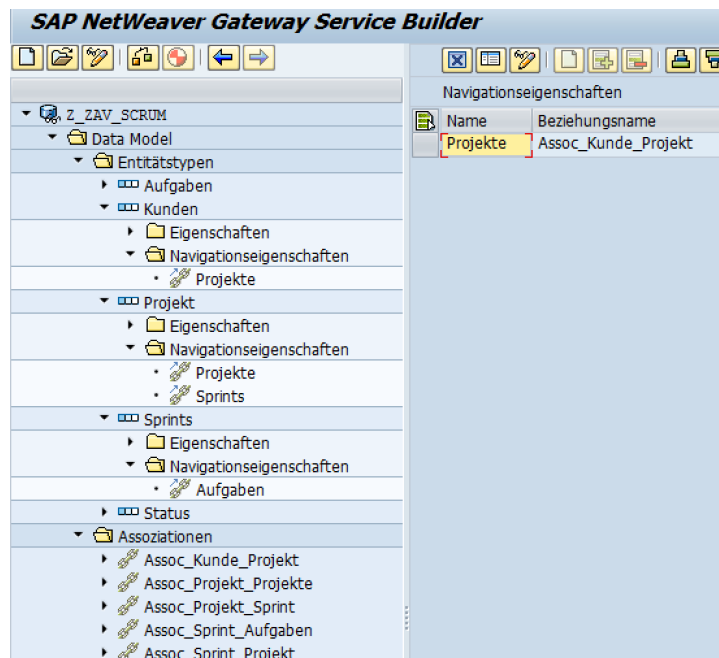 SAP NetWeaver Gateway Service Builder
Navigationseigenschaften
Name Beziehungsname
Projekte Assoc_Kunde_Projekt
Z_ZAV_SCRUM
Data Model
Entitätstypen
Aufgaben
Kunden
Eigenschaften
Navigationseigenschaften
Projekte
Projekt
Eigenschaften
Navigationseigenschaften
Projekte
Sprints
Sprints
Eigenschaften
Navigationseigenschaften
Aufgaben
Status
Assoziationen
Assoc_Kunde_Projekt
Assoc_Projekt_Projekte
Assoc_Projekt_Sprint
Assoc_Sprint_Aufgaben
Assoc_Sprint_Projekt